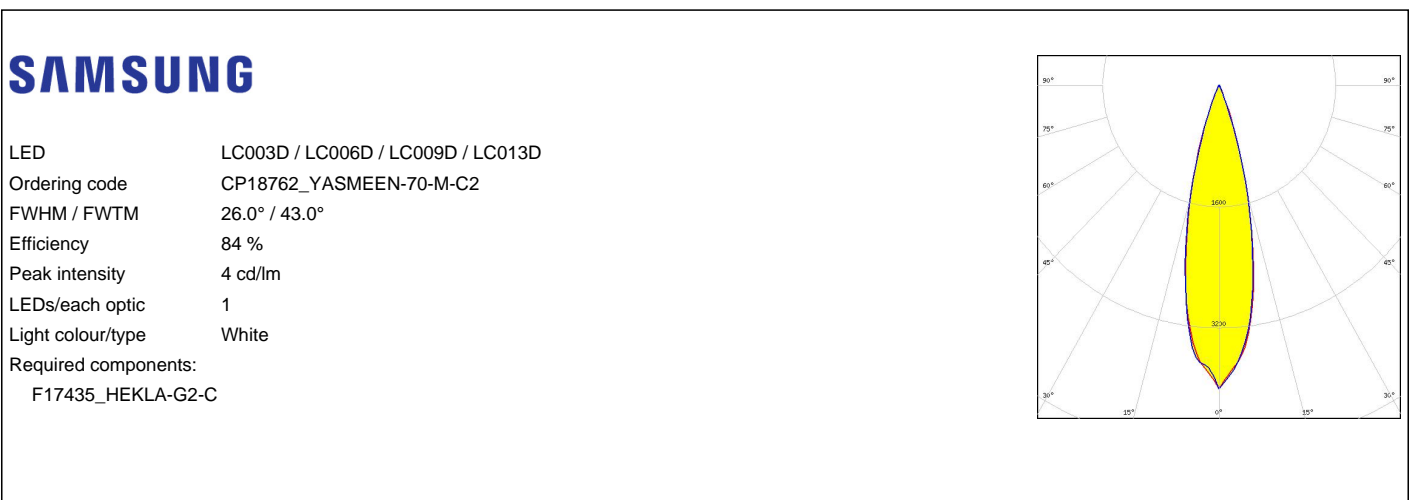 SAMSUNG
LED LC003D / LC006D / LC009D / LC013D
Ordering code CP18762_YASMEEN-70-M-C2
FWHM / FWTM 26.0° / 43.0°
Efficiency 84 %
Peak intensity 4 cd/lm
LEDs/each optic 1
Light colour/type White
Required components:
F17435_HEKLA-G2-C
90° 90°
75° 75°
60° 60°
1600
45° 45°
3200
30° 30°
15° 0° 15°